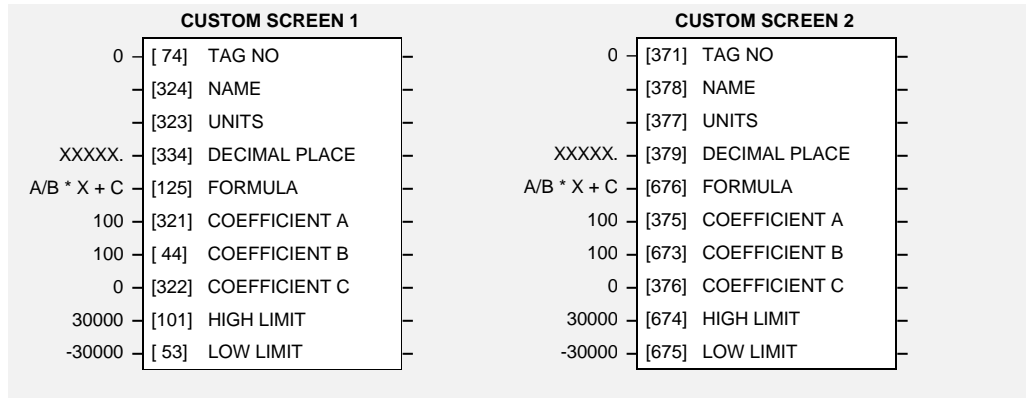 CUSTOM SCREEN 1
0 [ 74] TAG NO
[324] NAME
[323] UNITS
XXXXX. [334] DECIMAL PLACE
A/B * X + C [125] FORMULA
100 [321] COEFFICIENT A
100 [ 44] COEFFICIENT B
0 [322] COEFFICIENT C
30000 [101] HIGH LIMIT
-30000 [ 53] LOW LIMIT
CUSTOM SCREEN 2
0 [371] TAG NO
[378] NAME
[377] UNITS
XXXXX. [379] DECIMAL PLACE
A/B * X + C [676] FORMULA
100 [375] COEFFICIENT A
100 [673] COEFFICIENT B
0 [376] COEFFICIENT C
30000 [674] HIGH LIMIT
-30000 [675] LOW LIMIT